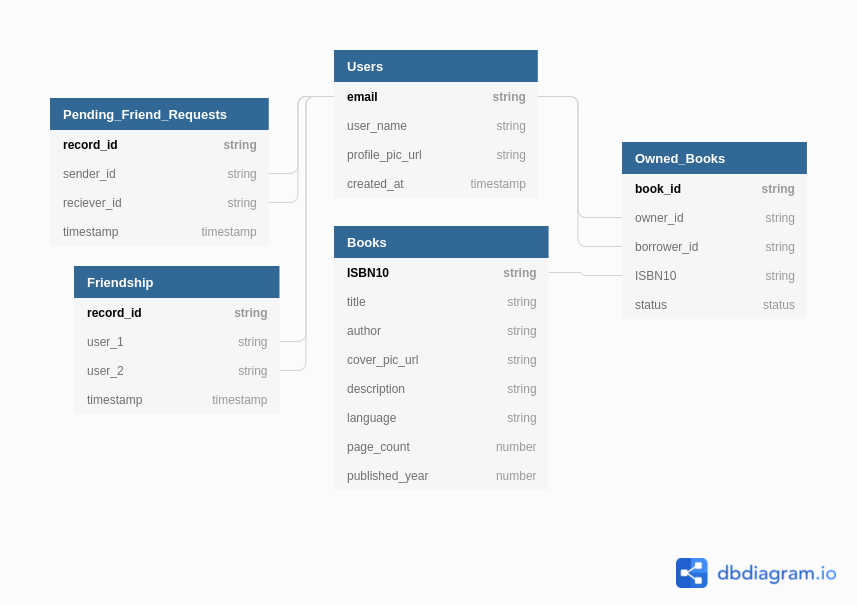 Users
email string
user_name string
profile_pic_url string
created_at timestamp
Pending_Friend_Requests
record_id string
sender_id string
reciever_id string
timestamp timestamp
Friendship
record_id string
user_1 string
user_2 string
timestamp timestamp
Books
ISBN10 string
title string
author string
cover_pic_url string
description string
language string
page_count number
published_year number
Owned_Books
book_id string
owner_id string
borrower_id string
ISBN10 string
status status
dbdiagram.io